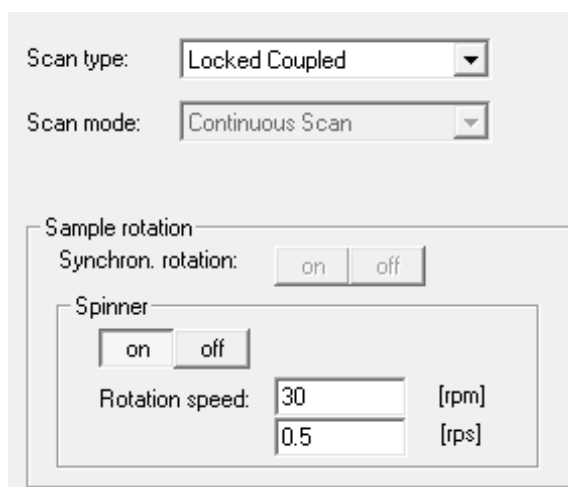 Scan type: Locked Coupled
Scan mode: Continuous Scan
Sample rotation
Synchron. rotation: on off
Spinner
on off
Rotation speed: 30 [rpm]
0.5 [rps]